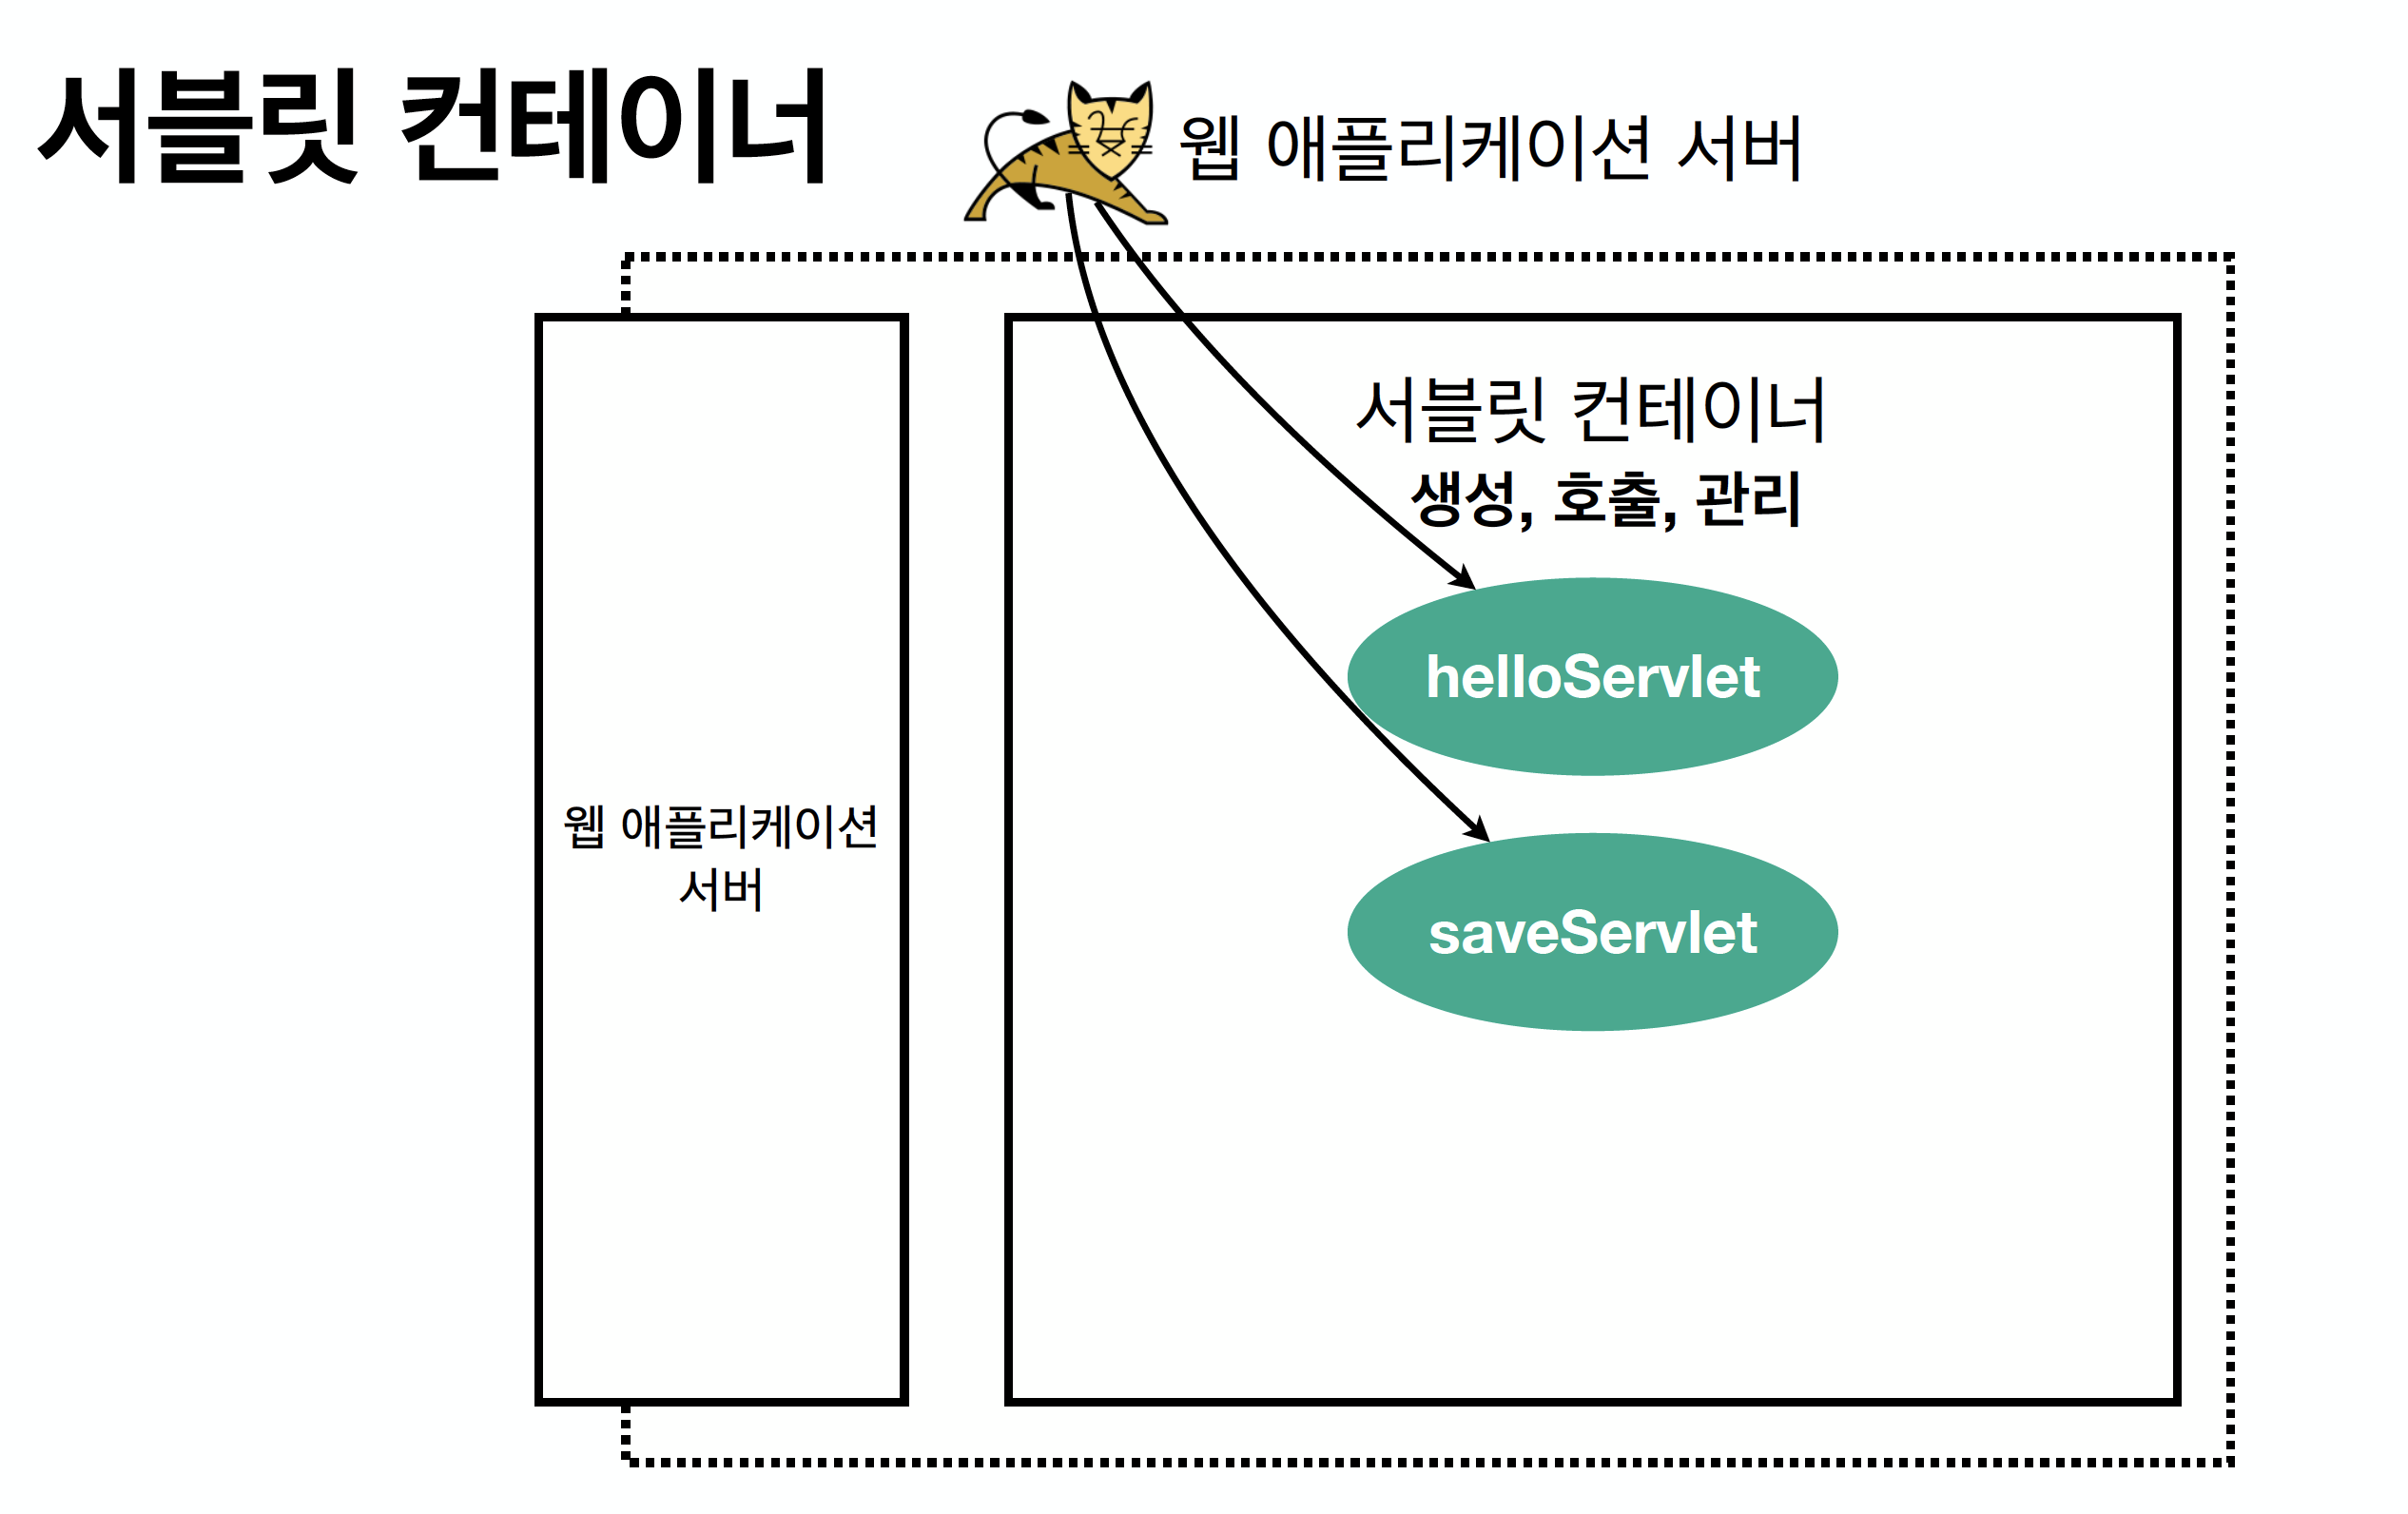 서블릿 컨테이너
웹 애플리케이션 서버
서블릿 컨테이너
생성, 호출, 관리
helloServlet
웹 애플리케이션
서버
saveServlet